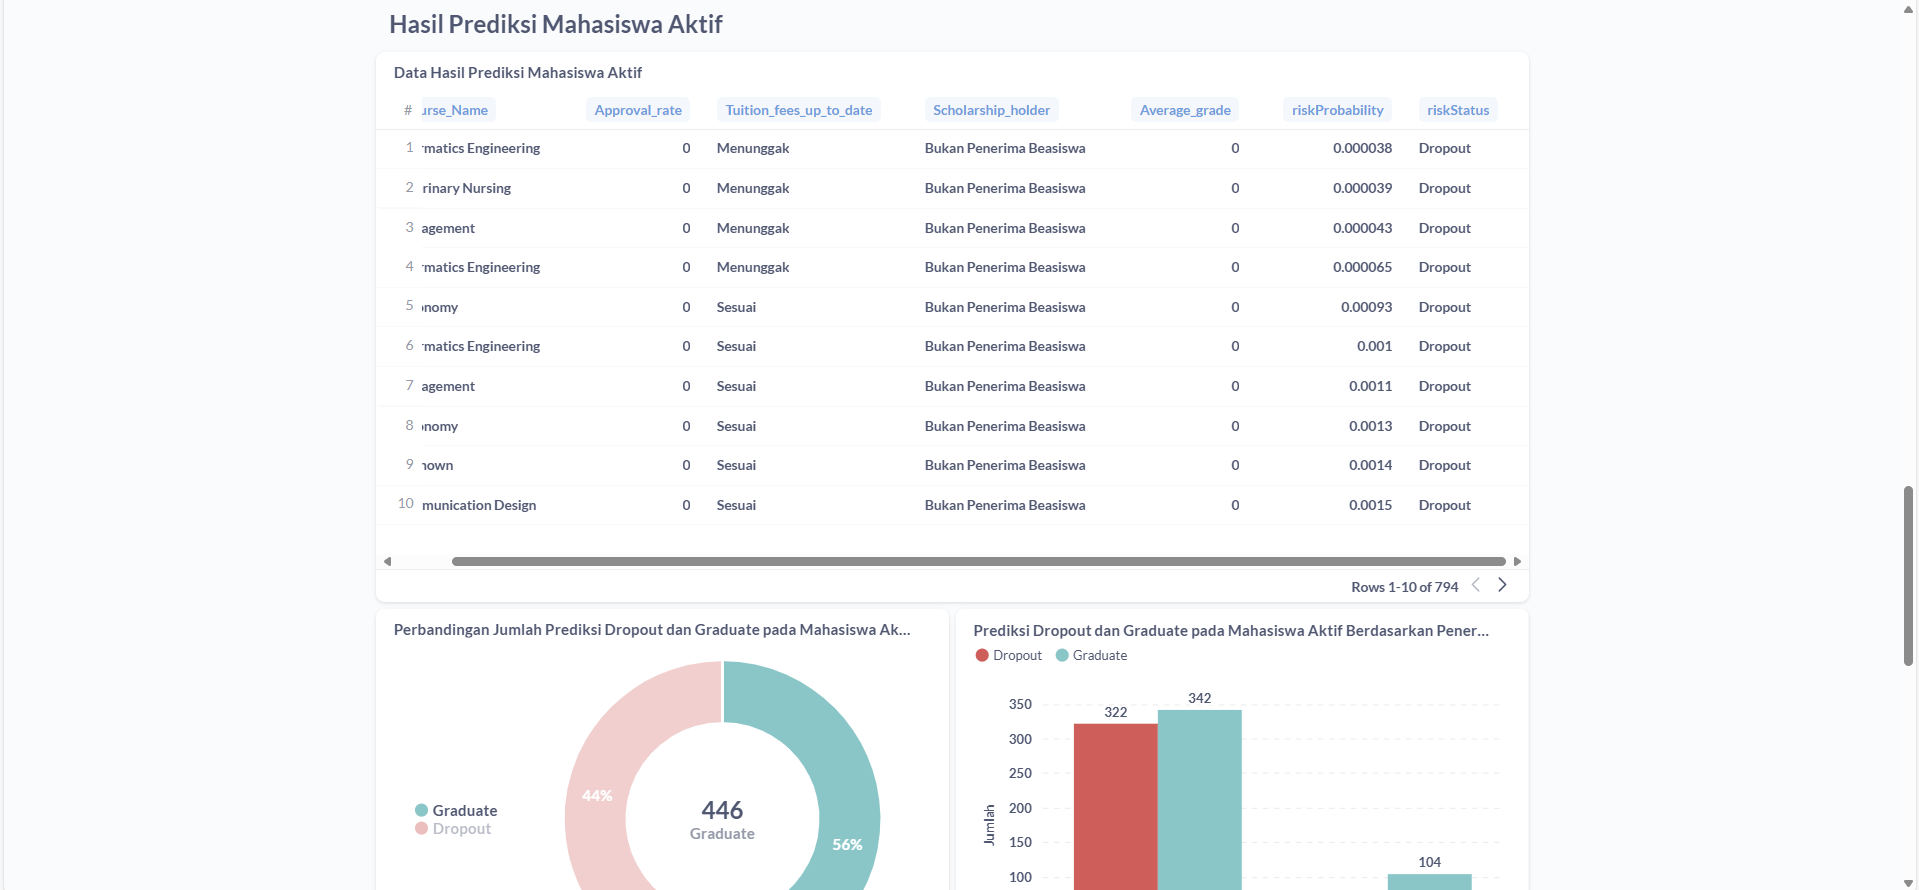 Hasil Prediksi Mahasiswa Aktif
Data Hasil Prediksi Mahasiswa Aktif
# urse_Name Approval_rate Tuition_fees_up_to_date Scholarship_holder Average_grade riskProbability riskStatus
1 rmatics Engineering 0 Menunggak Bukan Penerima Beasiswa 0 0.000038 Dropout
2 rinary Nursing 0 Menunggak Bukan Penerima Beasiswa 0 0.000039 Dropout
3 agement 0 Menunggak Bukan Penerima Beasiswa 0 0.000043 Dropout
4 rmatics Engineering 0 Menunggak Bukan Penerima Beasiswa 0 0.000065 Dropout
5 onomy 0 Sesuai Bukan Penerima Beasiswa 0 0.00093 Dropout
6 rmatics Engineering 0 Sesuai Bukan Penerima Beasiswa 0 0.001 Dropout
7 agement 0 Sesuai Bukan Penerima Beasiswa 0 0.0011 Dropout
8 onomy 0 Sesuai Bukan Penerima Beasiswa 0 0.0013 Dropout
9 nown 0 Sesuai Bukan Penerima Beasiswa 0 0.0014 Dropout
10 munication Design 0 Sesuai Bukan Penerima Beasiswa 0 0.0015 Dropout
Rows 1-10 of 794
Perbandingan Jumlah Prediksi Dropout dan Graduate pada Mahasiswa Ak...
Graduate
Dropout
44%
446
Graduate
56%
Prediksi Dropout dan Graduate pada Mahasiswa Aktif Berdasarkan Pener...
Dropout Graduate
Jumlah
350
300
250
200
150
100
322
342
104